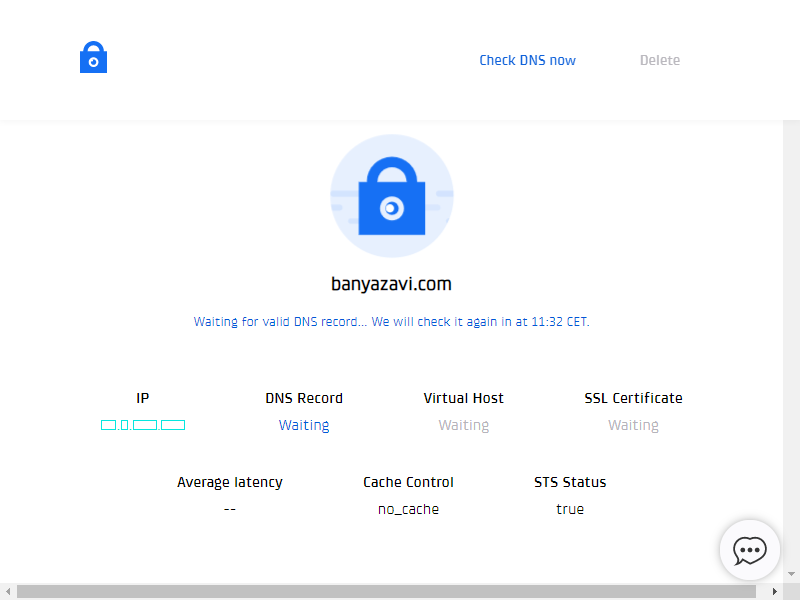 Check DNS now
Delete
banyazavi.com
Waiting for valid DNS record... We will check it again in at 11:32 CET.
IP
DNS Record
Virtual Host
SSL Certificate
Waiting
Waiting
Waiting
Average latency
Cache Control
STS Status
--
no_cache
true